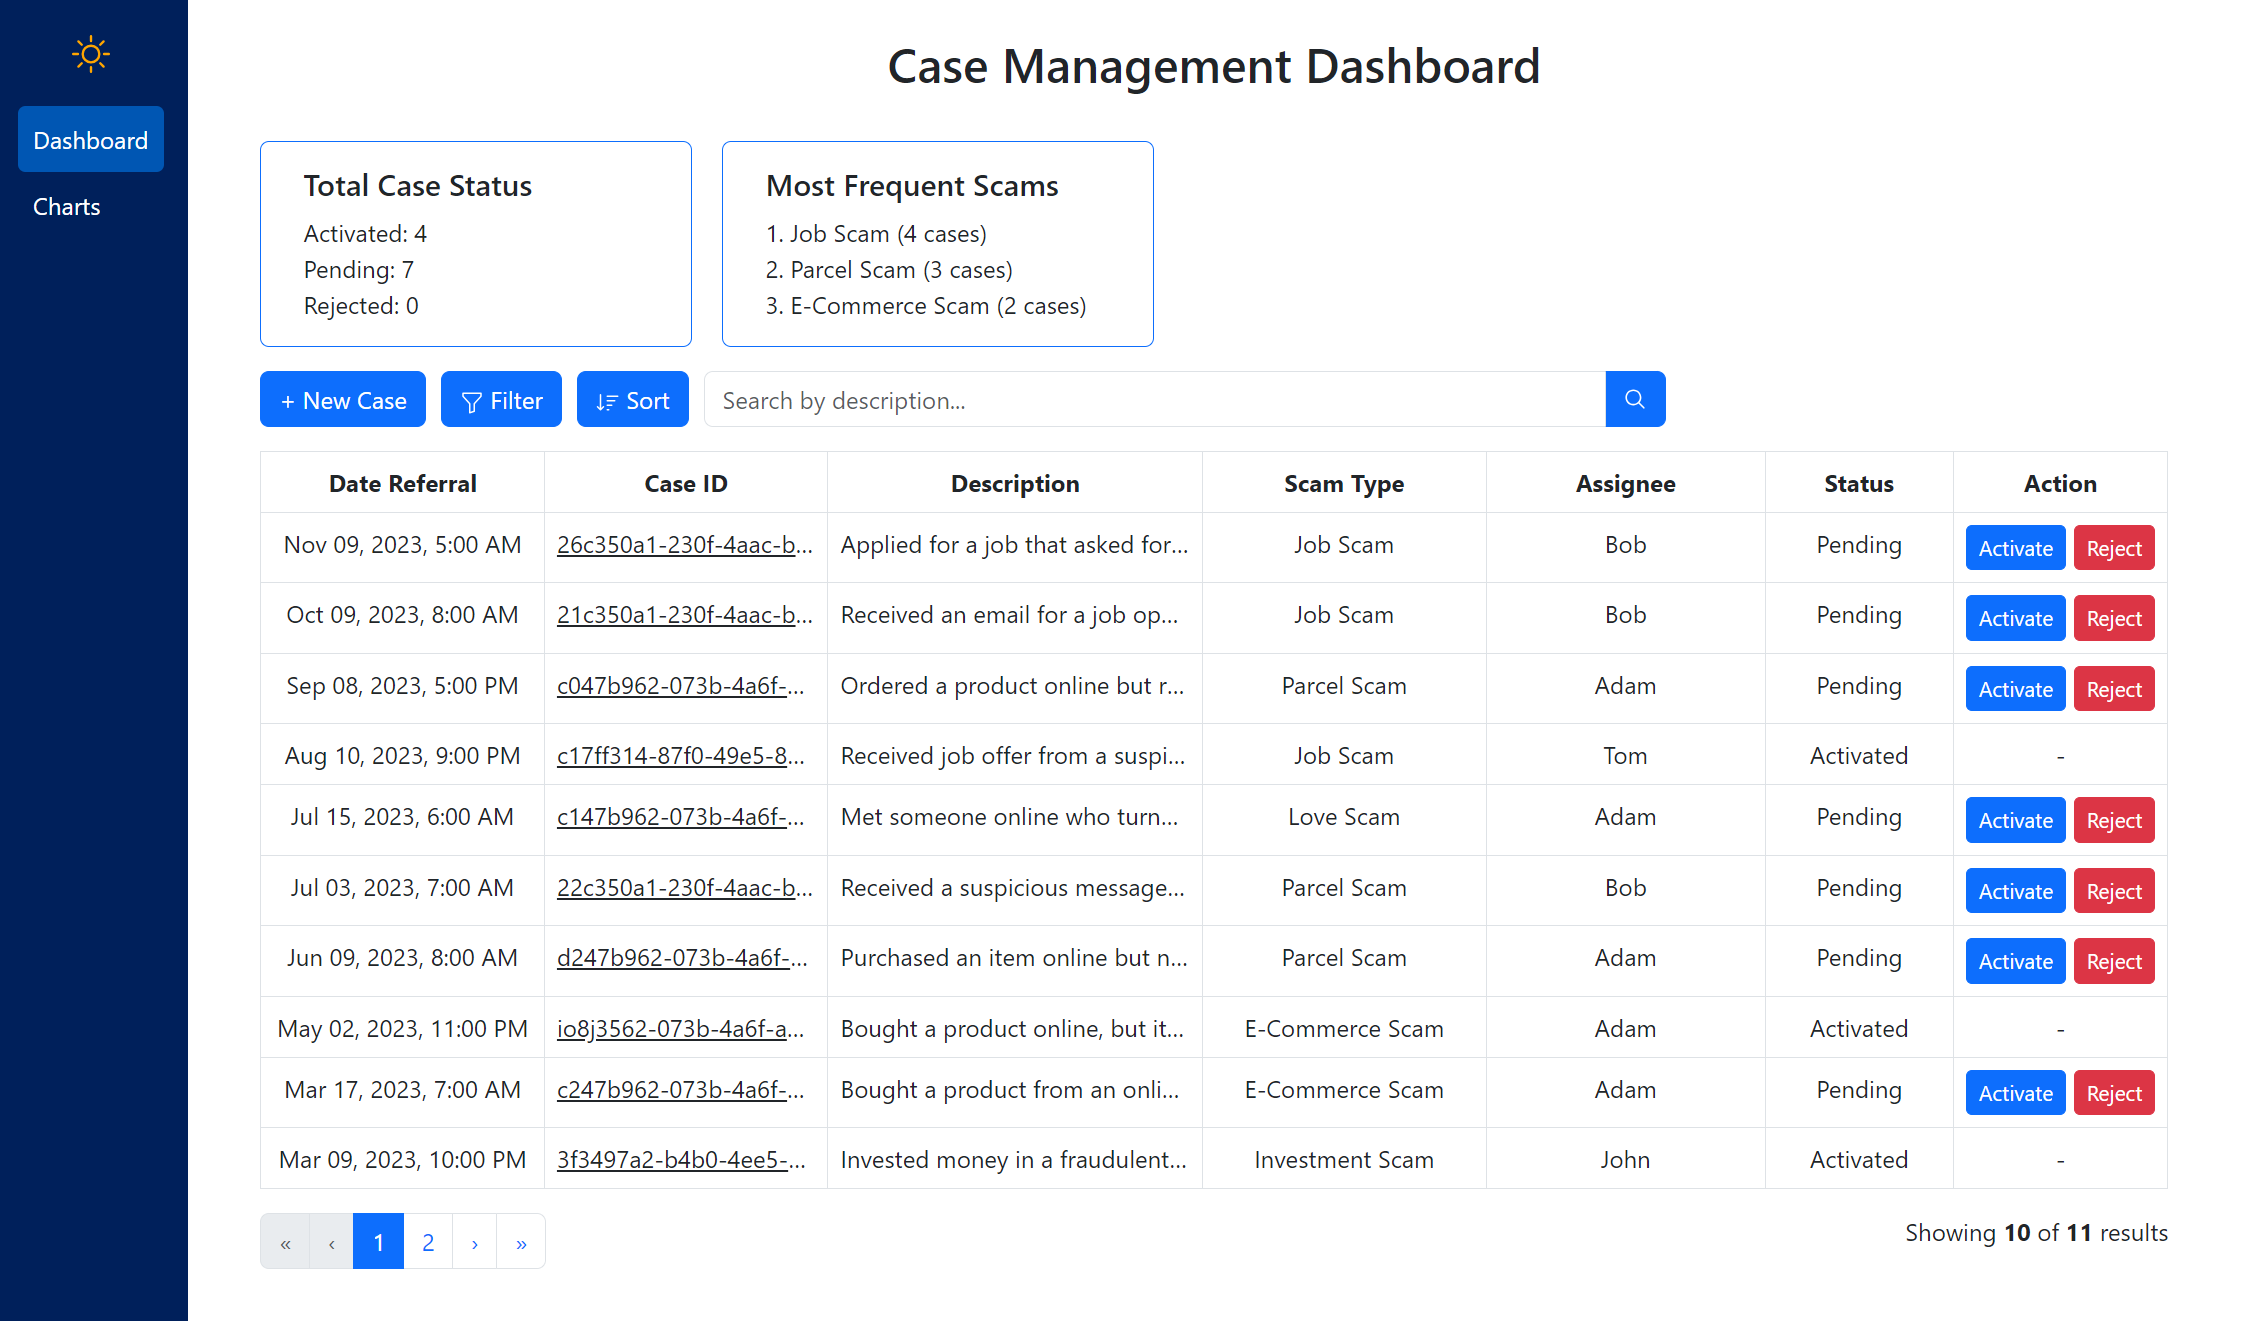 Case Management Dashboard
Dashboard
Charts
Total Case Status
Activated: 4
Pending: 7
Rejected: 0
Most Frequent Scams
1. Job Scam (4 cases)
2. Parcel Scam (3 cases)
3. E-Commerce Scam (2 cases)
+ New Case Filter Sort Search by description...
Date Referral Case ID Description Scam Type Assignee Status Action
Nov 09, 2023, 5:00 AM 26c350a1-230f-4aac-b... Applied for a job that asked for... Job Scam Bob Pending Activate Reject
Oct 09, 2023, 8:00 AM 21c350a1-230f-4aac-b... Received an email for a job op... Job Scam Bob Pending Activate Reject
Sep 08, 2023, 5:00 PM c047b962-073b-4a6f-... Ordered a product online but r... Parcel Scam Adam Pending Activate Reject
Aug 10, 2023, 9:00 PM c17ff314-87f0-49e5-8... Received job offer from a suspi... Job Scam Tom Activated -
Jul 15, 2023, 6:00 AM c147b962-073b-4a6f-... Met someone online who turn... Love Scam Adam Pending Activate Reject
Jul 03, 2023, 7:00 AM 22c350a1-230f-4aac-b... Received a suspicious message... Parcel Scam Bob Pending Activate Reject
Jun 09, 2023, 8:00 AM d247b962-073b-4a6f-... Purchased an item online but n... Parcel Scam Adam Pending Activate Reject
May 02, 2023, 11:00 PM io8j3562-073b-4a6f-a... Bought a product online, but it... E-Commerce Scam Adam Activated -
Mar 17, 2023, 7:00 AM c247b962-073b-4a6f-... Bought a product from an onli... E-Commerce Scam Adam Pending Activate Reject
Mar 09, 2023, 10:00 PM 3f3497a2-b4b0-4ee5-... Invested money in a fraudulent... Investment Scam John Activated -
« ‹ 1 2 › »
Showing 10 of 11 results